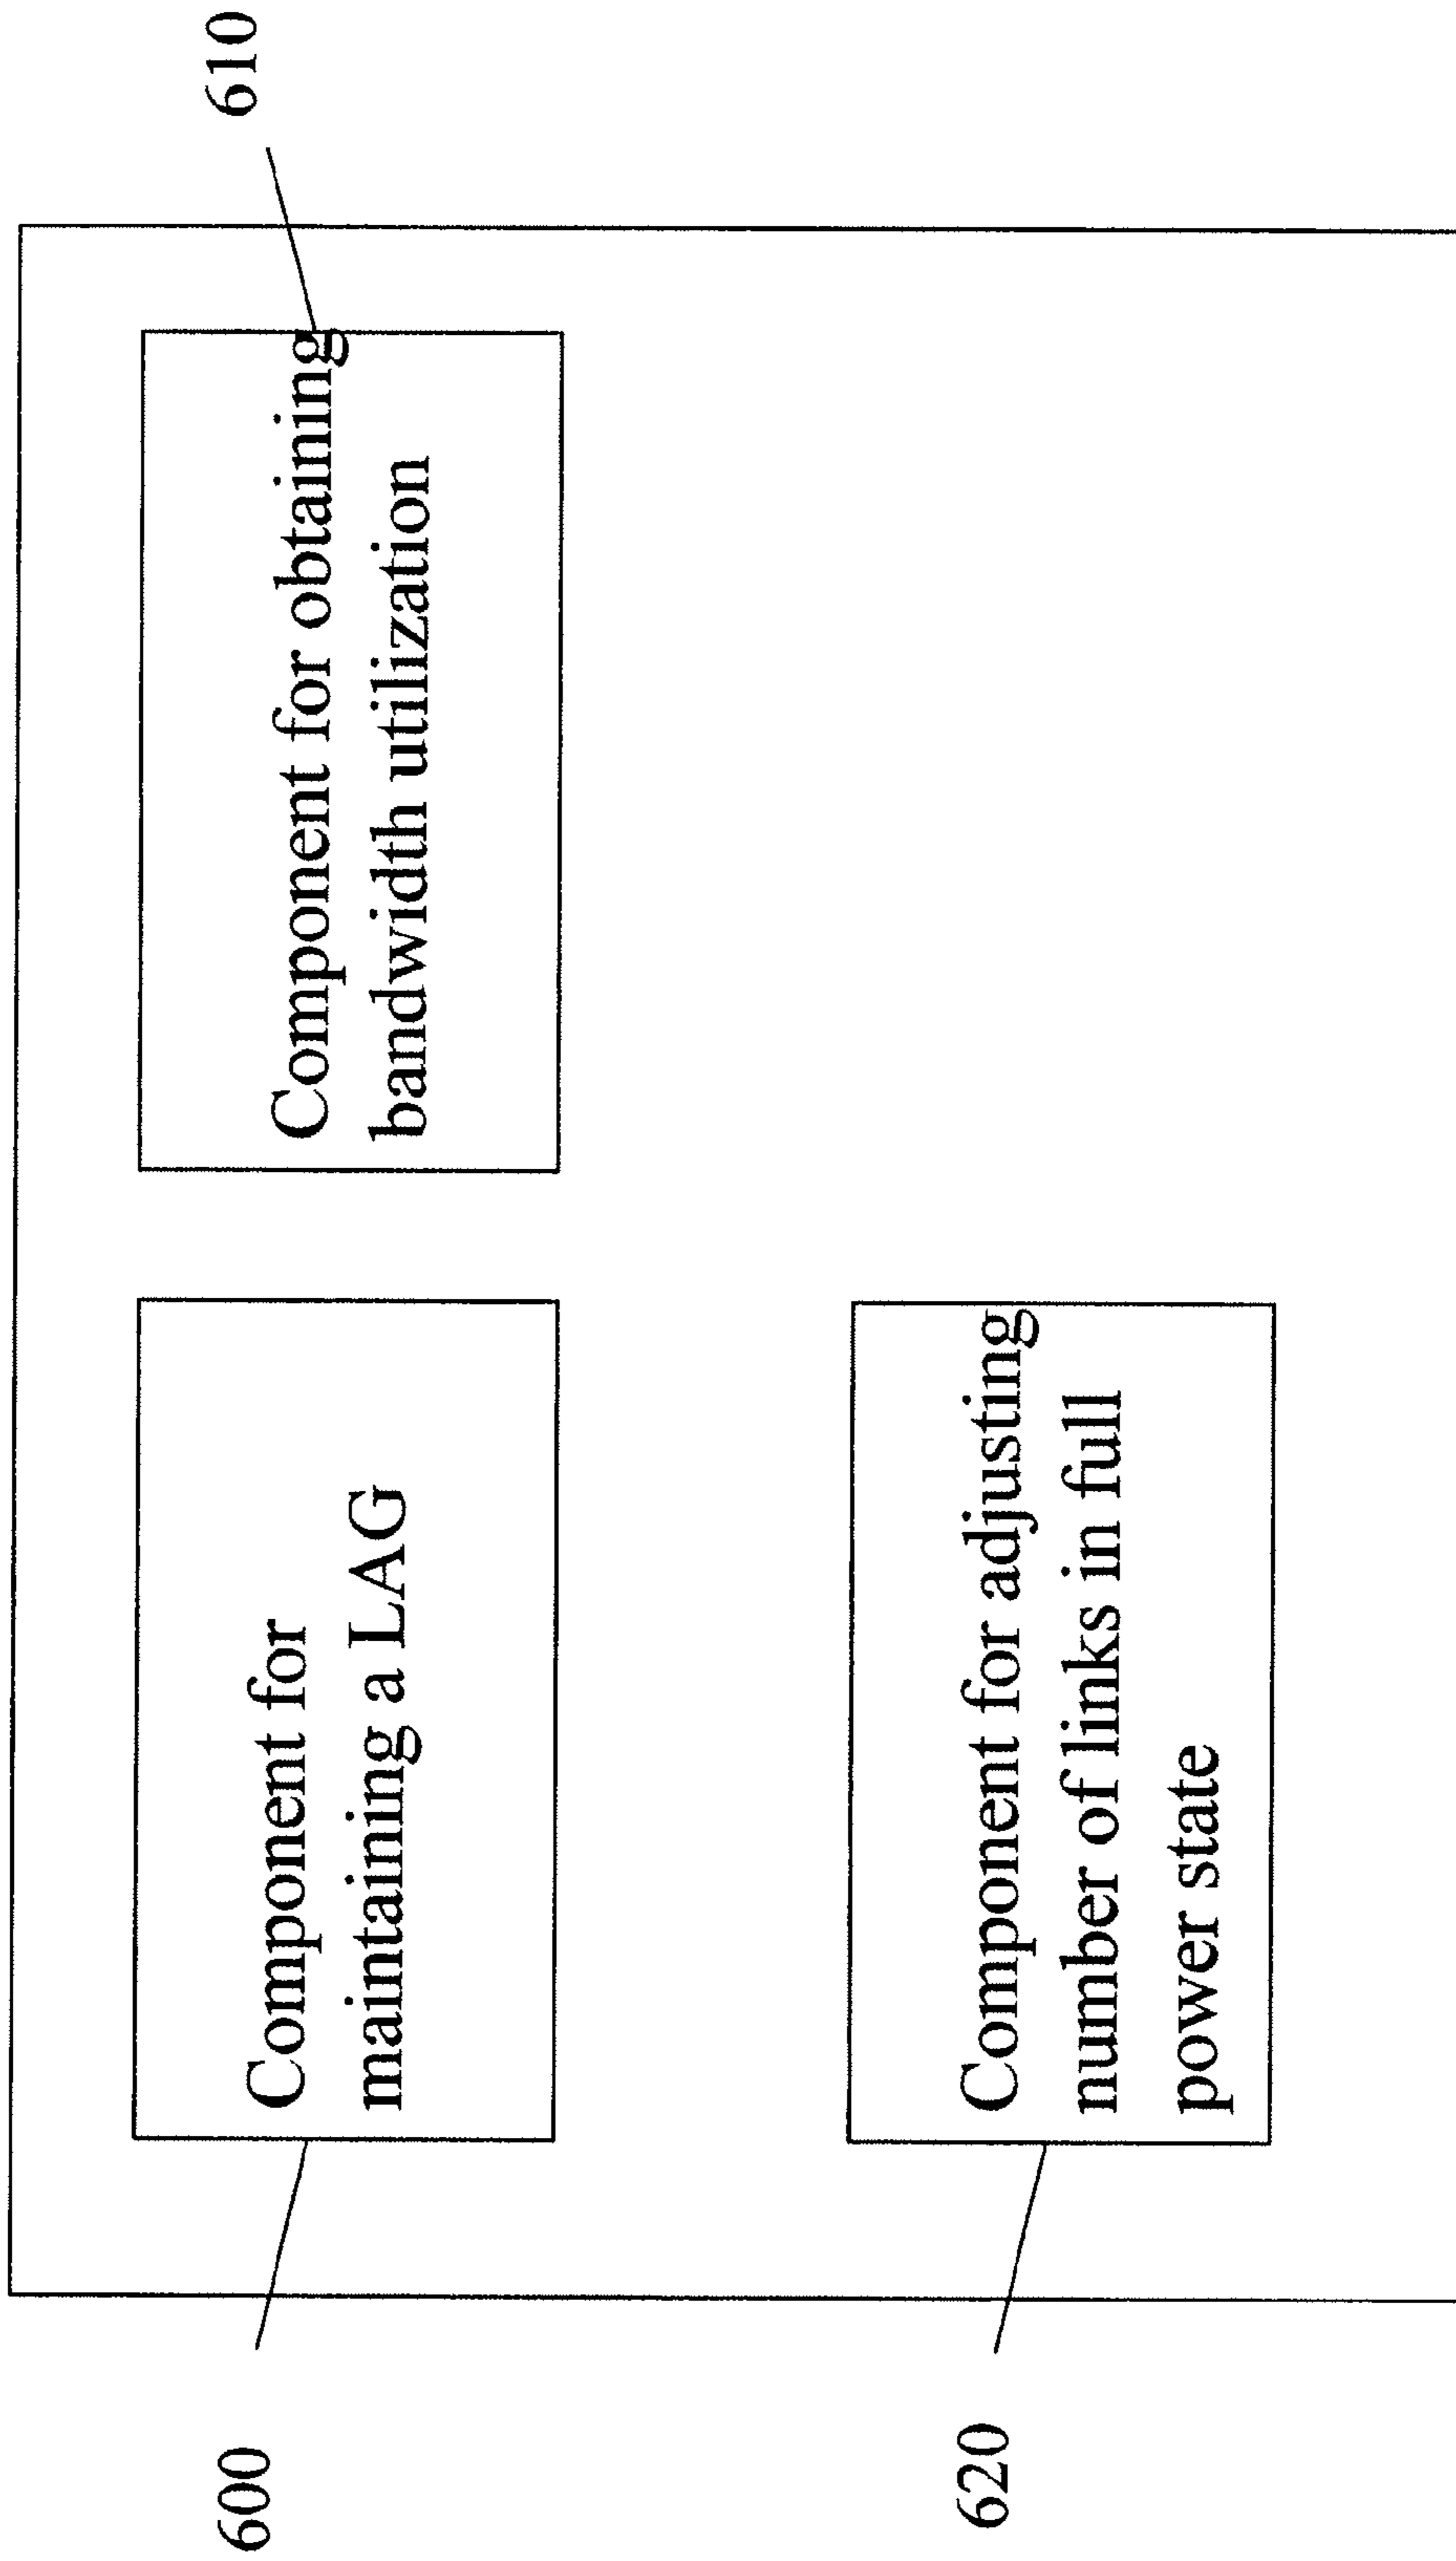 600
Component for
maintaining a LAG
Component for obtaining
bandwidth utilization
610
620
Component for adjusting
number of links in full
power state